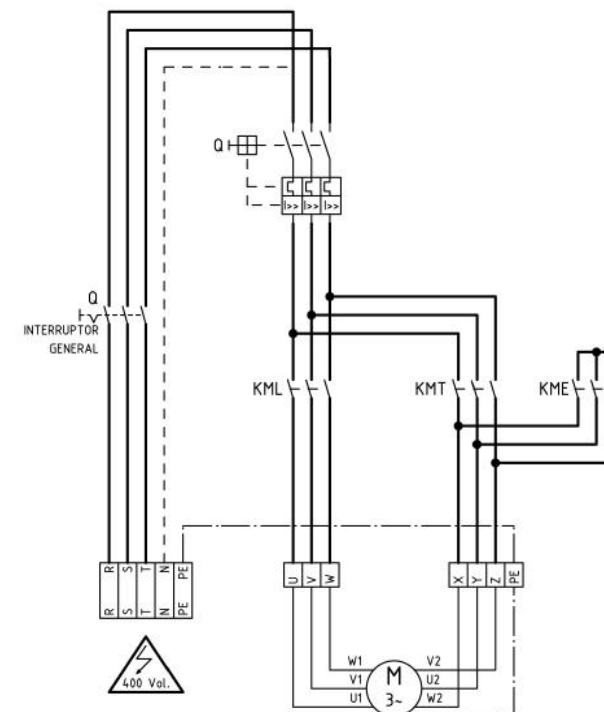 Q
I>> I>> I>>
Q
INTERRUPTOR
GENERAL
KML
KMT
KME
R S T N PE
R S T N PE
U V W
X Y Z PE
400 Vol.
W1
V1
U1
M
3~
V2
U2
W2